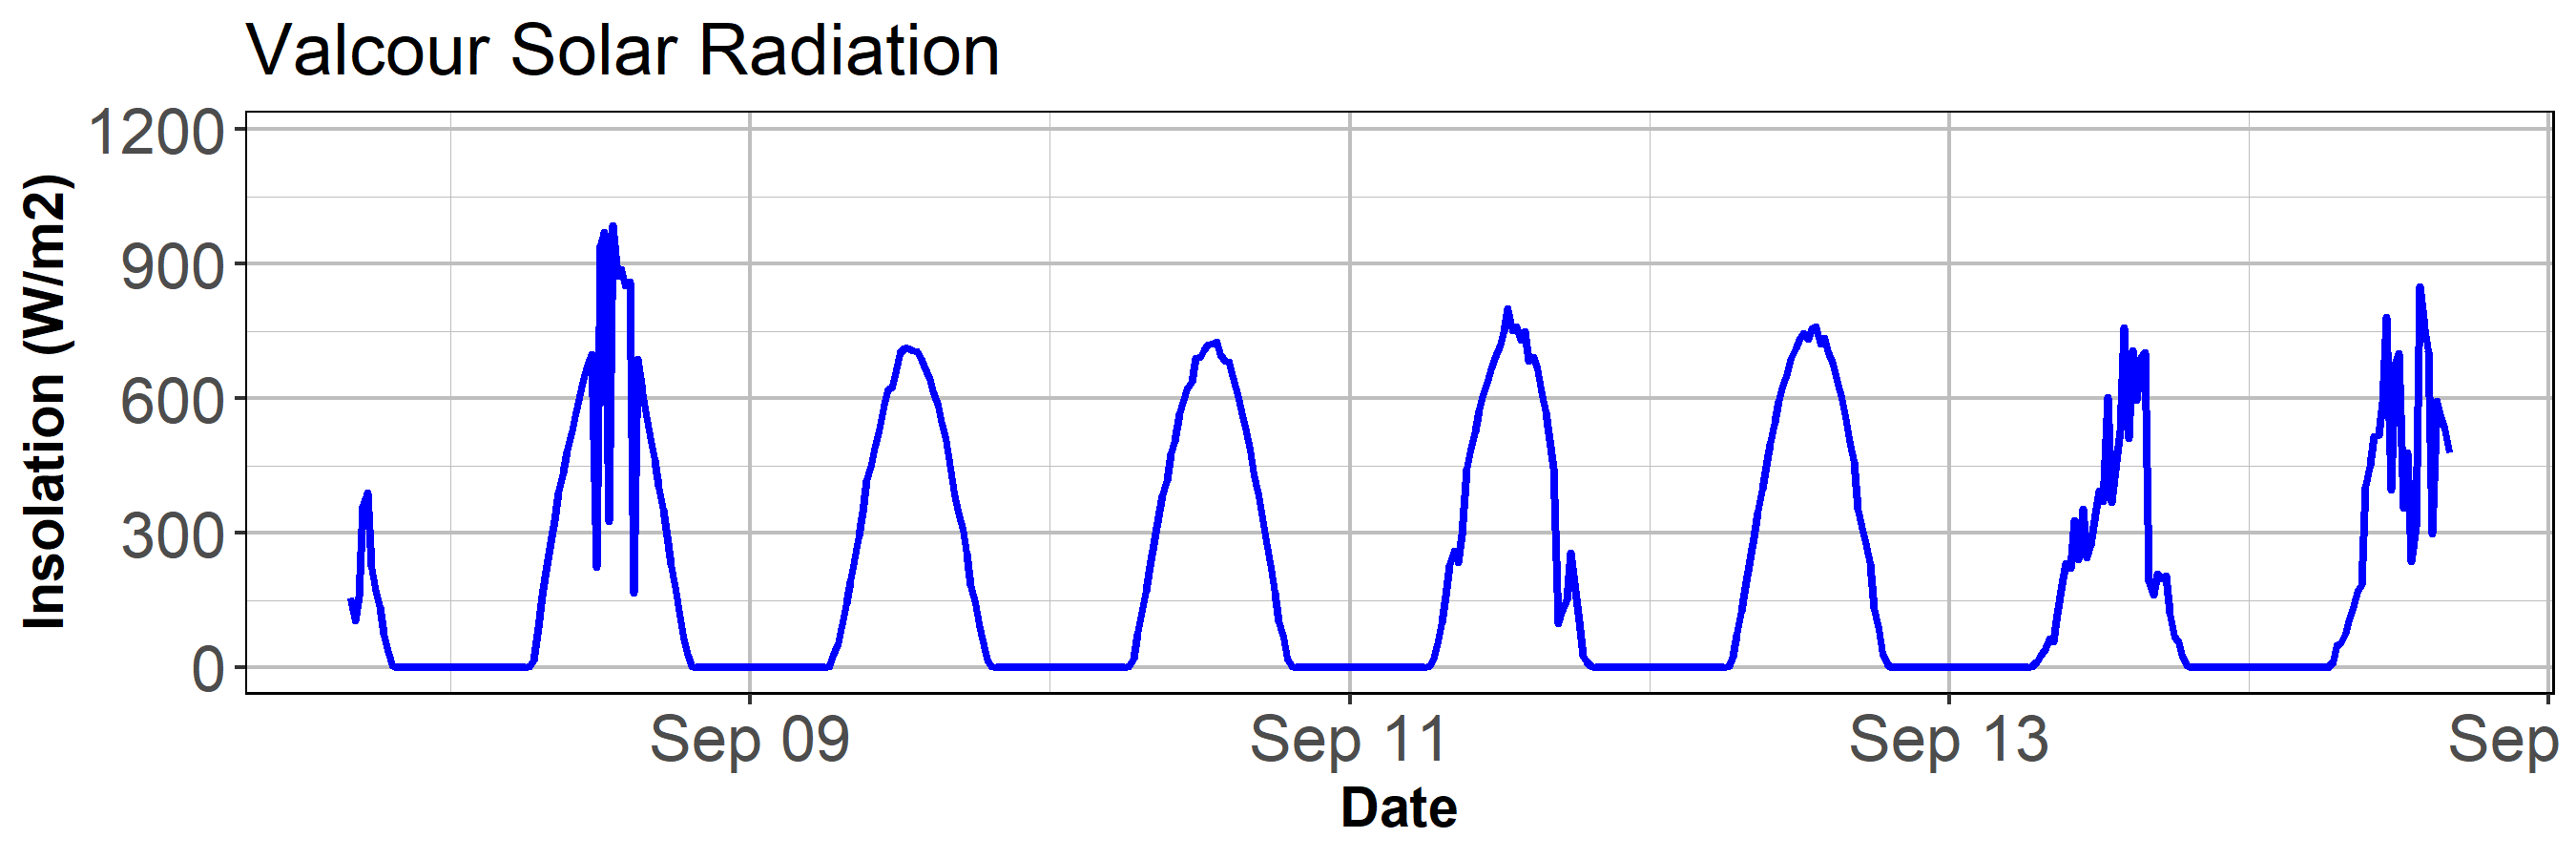 Valcour Solar Radiation
1200
900
600
300
0
Insolation (W/m2)
Sep 09
Sep 11
Sep 13
Sep
Date